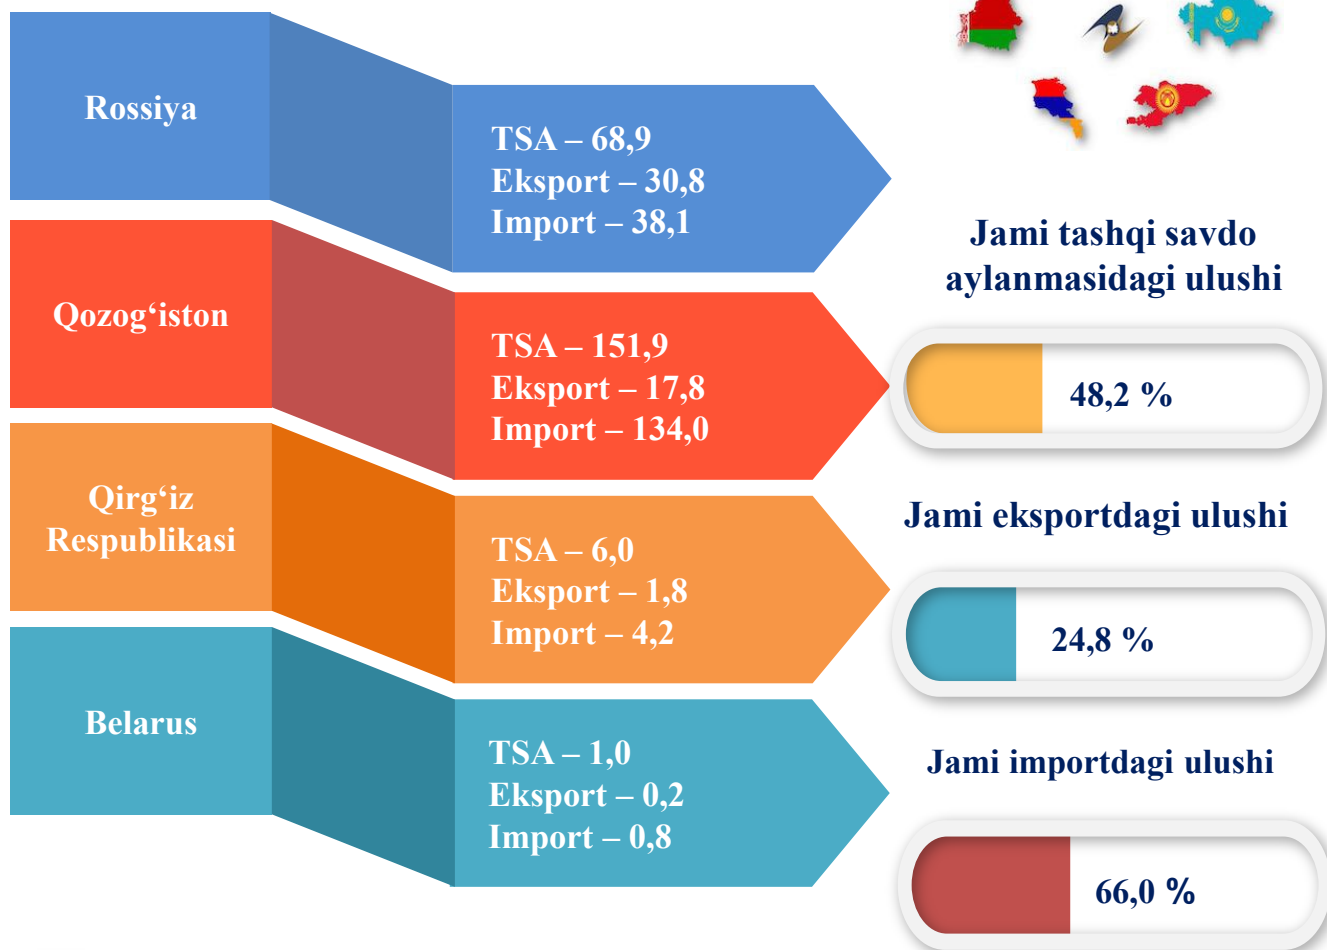 Rossiya
TSA – 68,9
Eksport – 30,8
Import – 38,1
Qozog‘iston
TSA – 151,9
Eksport – 17,8
Import – 134,0
Qirg‘iz
Respublikasi
TSA – 6,0
Eksport – 1,8
Import – 4,2
Belarus
TSA – 1,0
Eksport – 0,2
Import – 0,8
Jami tashqi savdo
aylanmasidagi ulushi
48,2 %
Jami eksportdagi ulushi
24,8 %
Jami importdagi ulushi
66,0 %